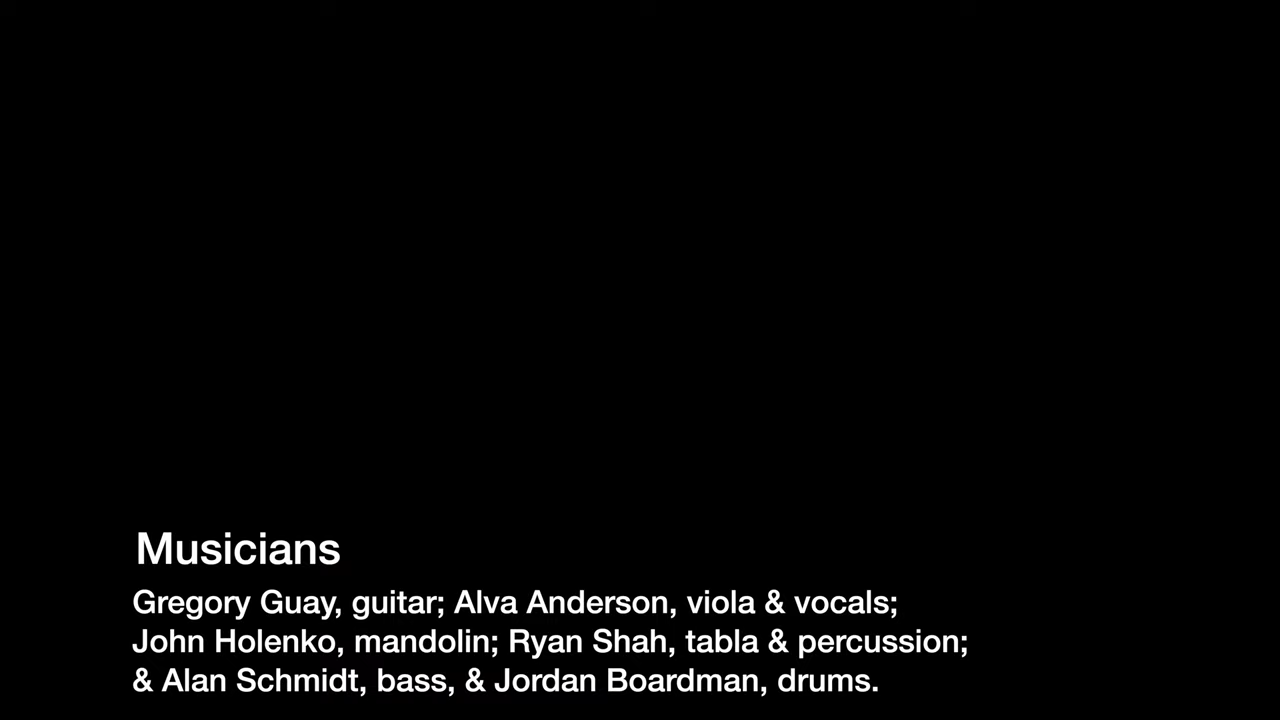 Musicians
Gregory Guay, guitar; Alva Anderson, viola & vocals;
John Holenko, mandolin; Ryan Shah, tabla & percussion;
& Alan Schmidt, bass, & Jordan Boardman, drums.